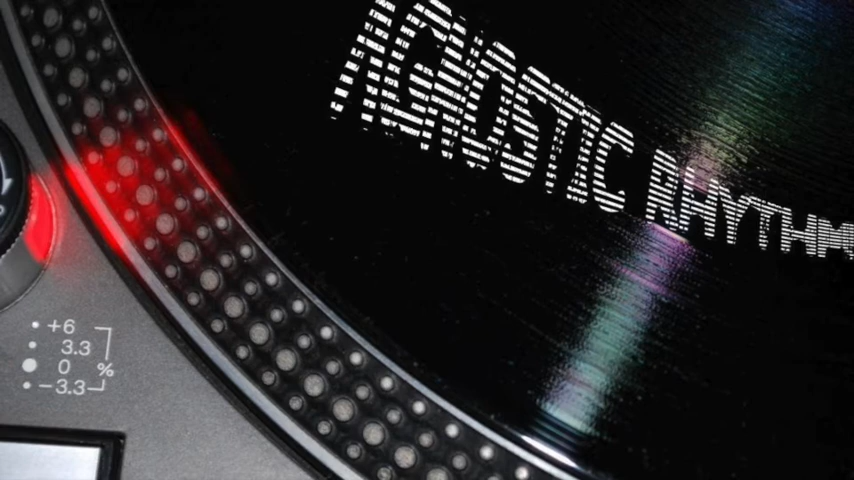 AGNOSTIC RHYTHM
+6
3.3
0 %
-3.3